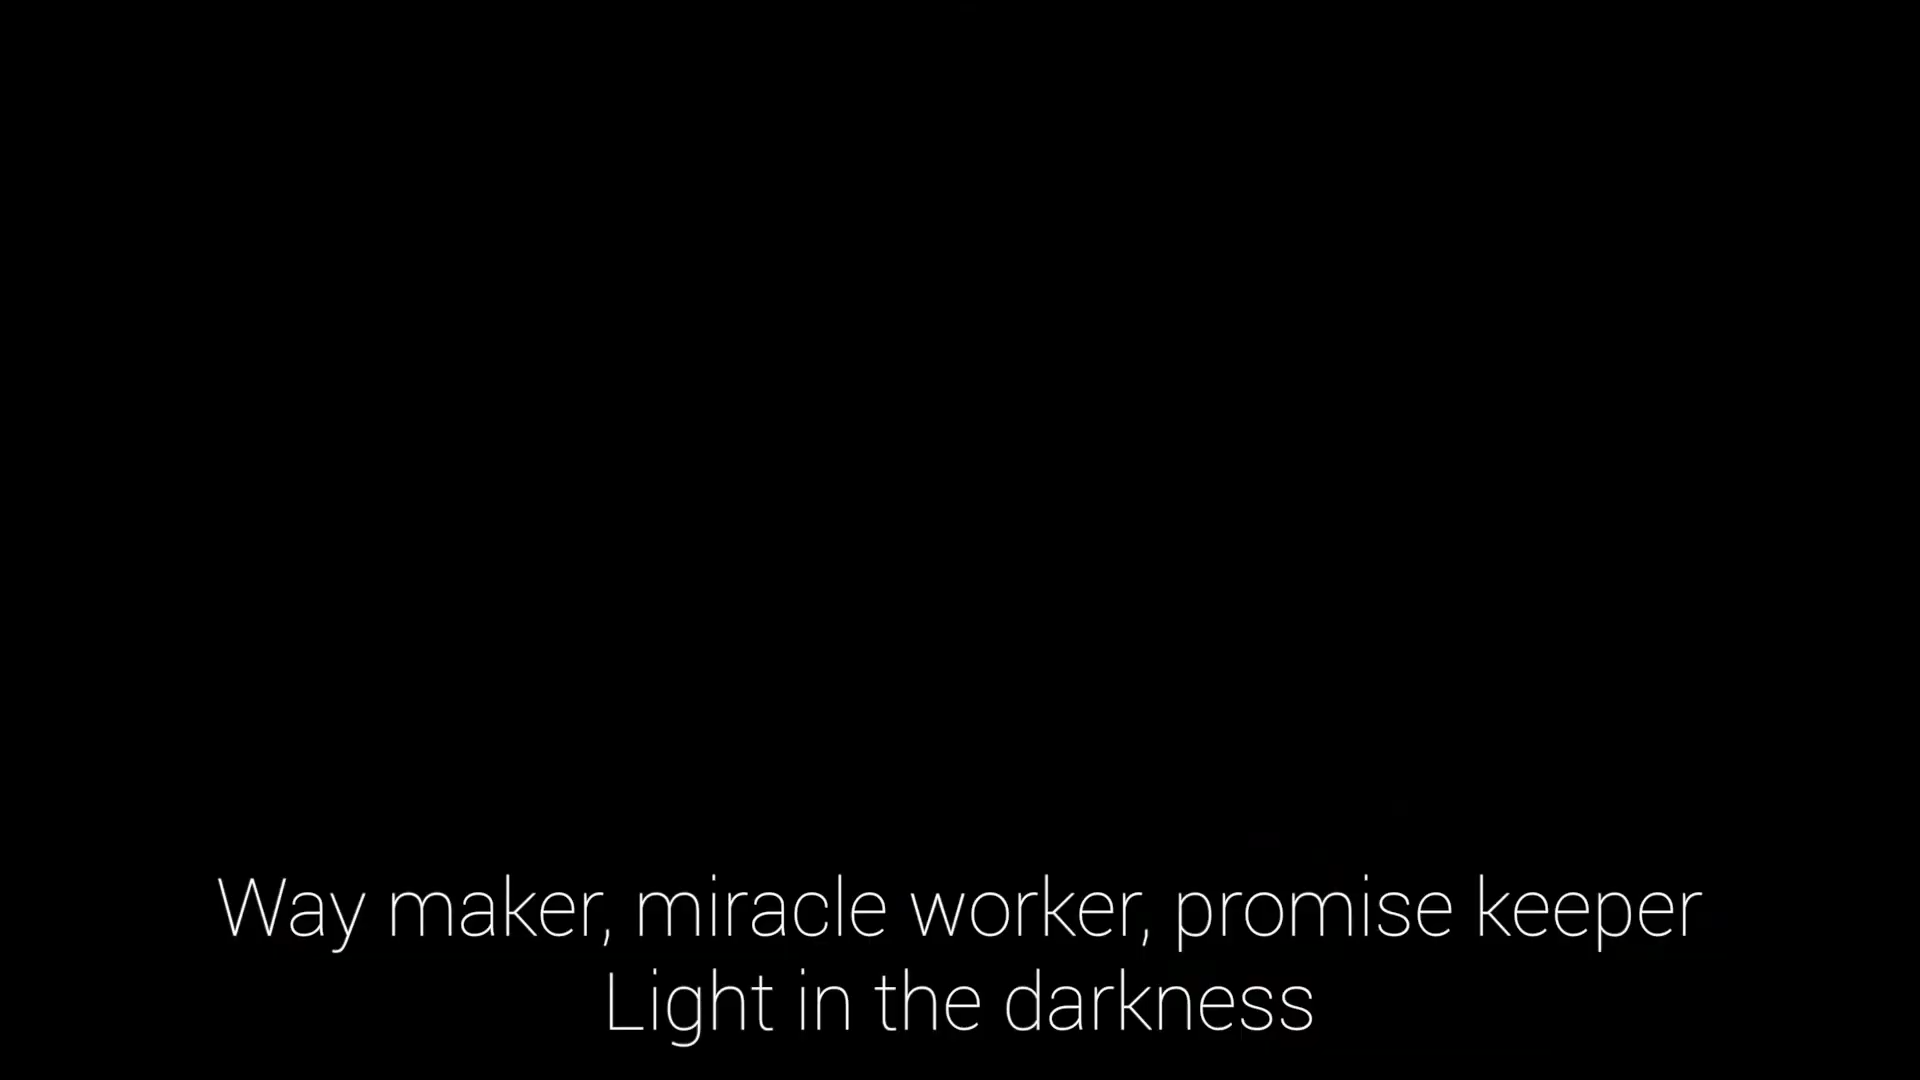 Way maker, miracle worker, promise keeper
Light in the darkness